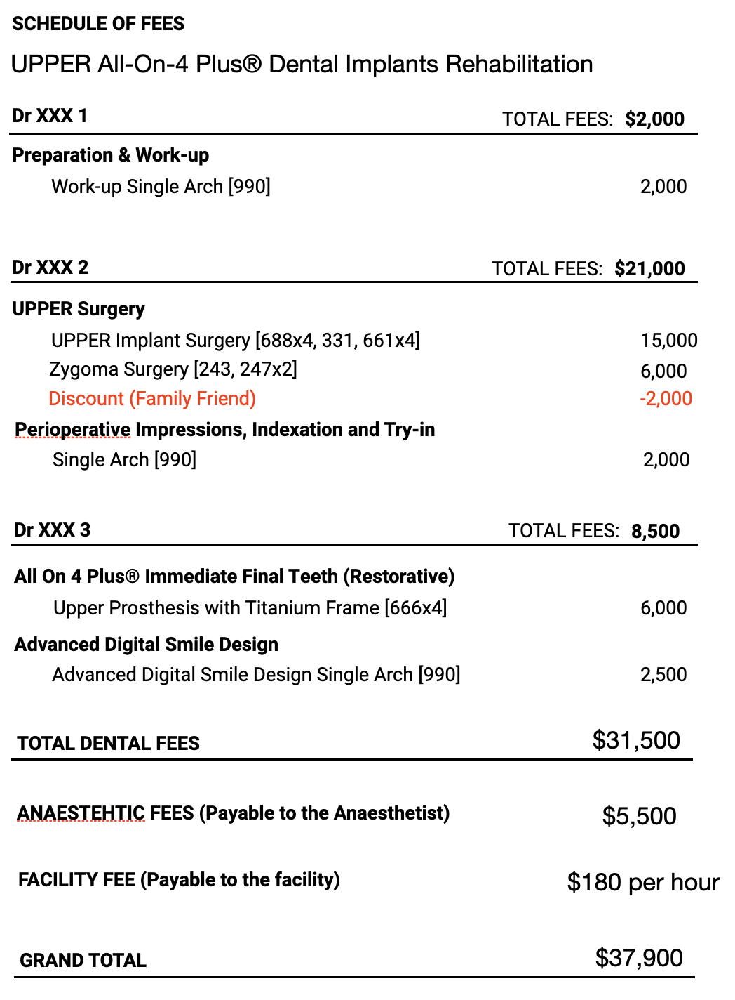 SCHEDULE OF FEES
UPPER All-On-4 Plus® Dental Implants Rehabilitation
Dr XXX 1 TOTAL FEES: $2,000
Preparation & Work-up
Work-up Single Arch [990] 2,000
Dr XXX 2 TOTAL FEES: $21,000
UPPER Surgery
UPPER Implant Surgery [688x4, 331, 661x4] 15,000
Zygoma Surgery [243, 247x2] 6,000
Discount (Family Friend) -2,000
Perioperative Impressions, Indexation and Try-in
Single Arch [990] 2,000
Dr XXX 3 TOTAL FEES: 8,500
All On 4 Plus® Immediate Final Teeth (Restorative)
Upper Prosthesis with Titanium Frame [666x4] 6,000
Advanced Digital Smile Design
Advanced Digital Smile Design Single Arch [990] 2,500
TOTAL DENTAL FEES $31,500
ANAESTEHTIC FEES (Payable to the Anaesthetist) $5,500
FACILITY FEE (Payable to the facility) $180 per hour
GRAND TOTAL $37,900